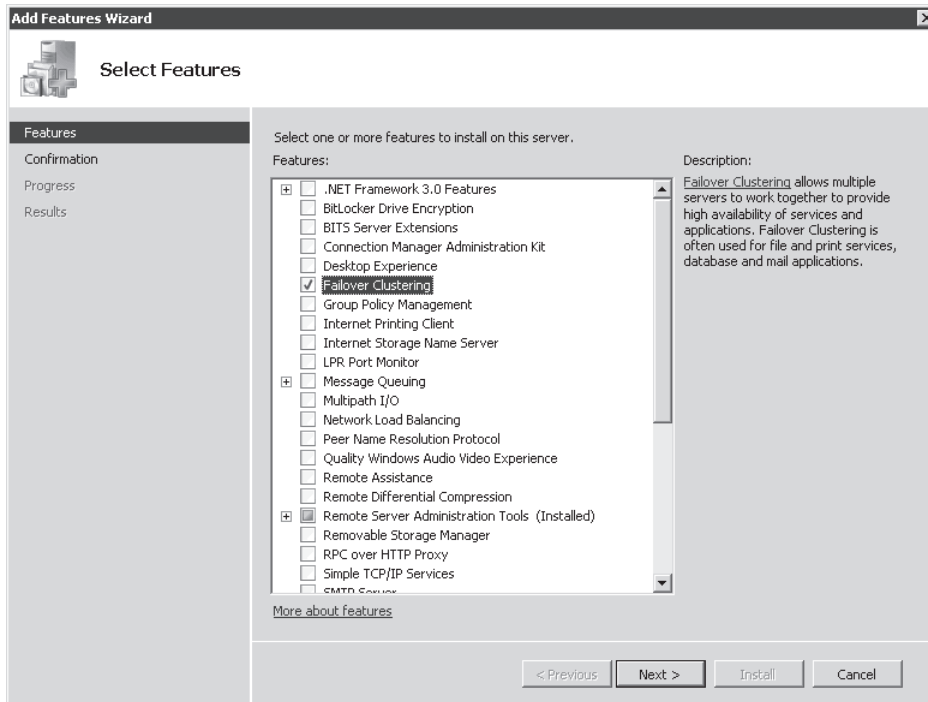 Add Features Wizard
Select Features
Features
Confirmation
Progress
Results
Select one or more features to install on this server.
Features:
.NET Framework 3.0 Features
BitLocker Drive Encryption
BITS Server Extensions
Connection Manager Administration Kit
Desktop Experience
Failover Clustering
Group Policy Management
Internet Printing Client
Internet Storage Name Server
LPR Port Monitor
Message Queuing
Multipath I/O
Network Load Balancing
Peer Name Resolution Protocol
Quality Windows Audio Video Experience
Remote Assistance
Remote Differential Compression
Remote Server Administration Tools (Installed)
Removable Storage Manager
RPC over HTTP Proxy
Simple TCP/IP Services
SMTP Server
More about features
Description:
Failover Clustering allows multiple
servers to work together to provide
high availability of services and
applications. Failover Clustering is
often used for file and print services,
database and mail applications.
< Previous
Next >
Install
Cancel